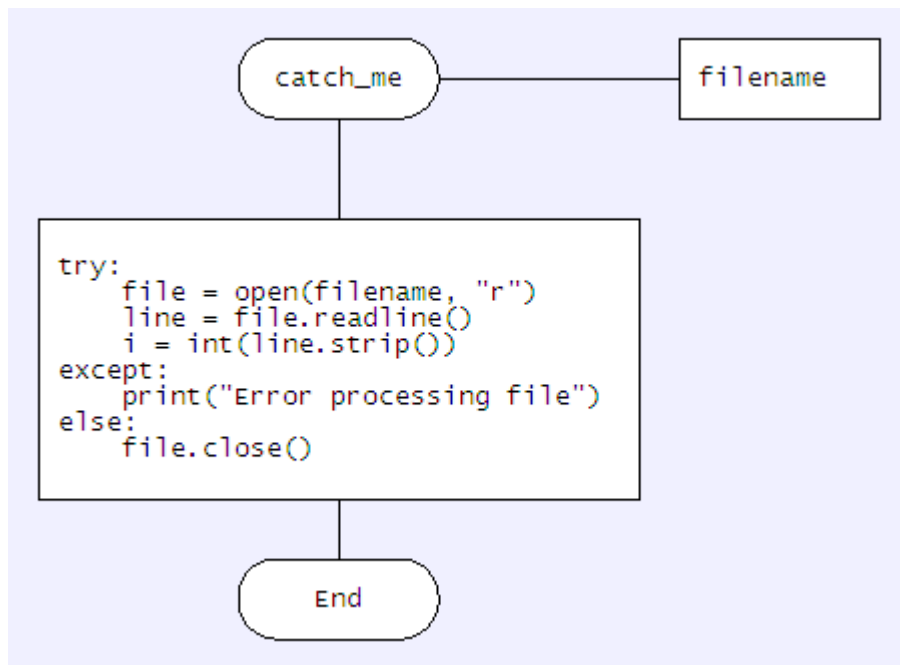 catch_me
filename
try:
    file = open(filename, "r")
    line = file.readline()
    i = int(line.strip())
except:
    print("Error processing file")
else:
    file.close()
End